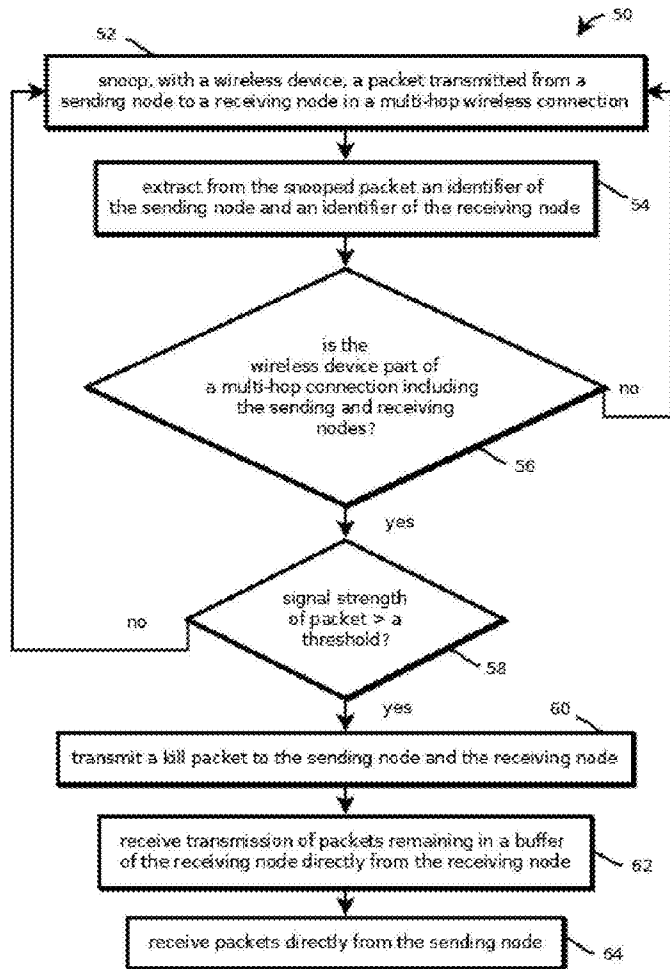 50
52
snoop, with a wireless device, a packet transmitted from a
sending node to a receiving node in a multi-hop wireless connection
extract from the snooped packet an identifier of
the sending node and an identifier of the receiving node
54
is the
wireless device part of
a multi-hop connection including
the sending and receiving
nodes?
no
56
yes
signal strength
of packet > a
threshold?
no
58
yes
60
transmit a kill packet to the sending node and the receiving node
receive transmission of packets remaining in a buffer
of the receiving node directly from the receiving node
62
receive packets directly from the sending node
64